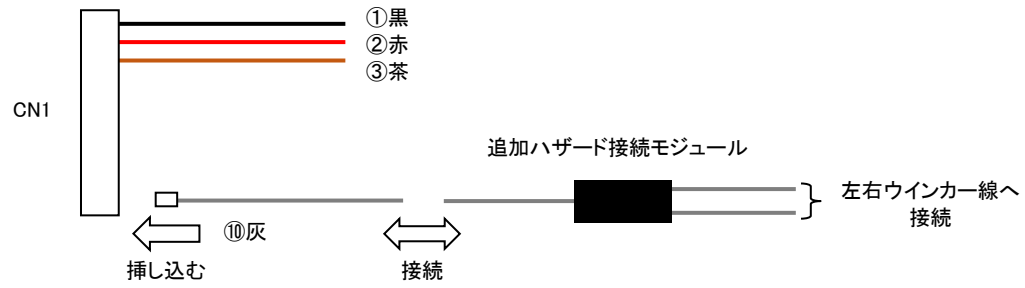 ①黒
②赤
③茶
CN1
追加ハザード接続モジュール
左右ウインカー線へ
接続
⑩灰
挿し込む
接続